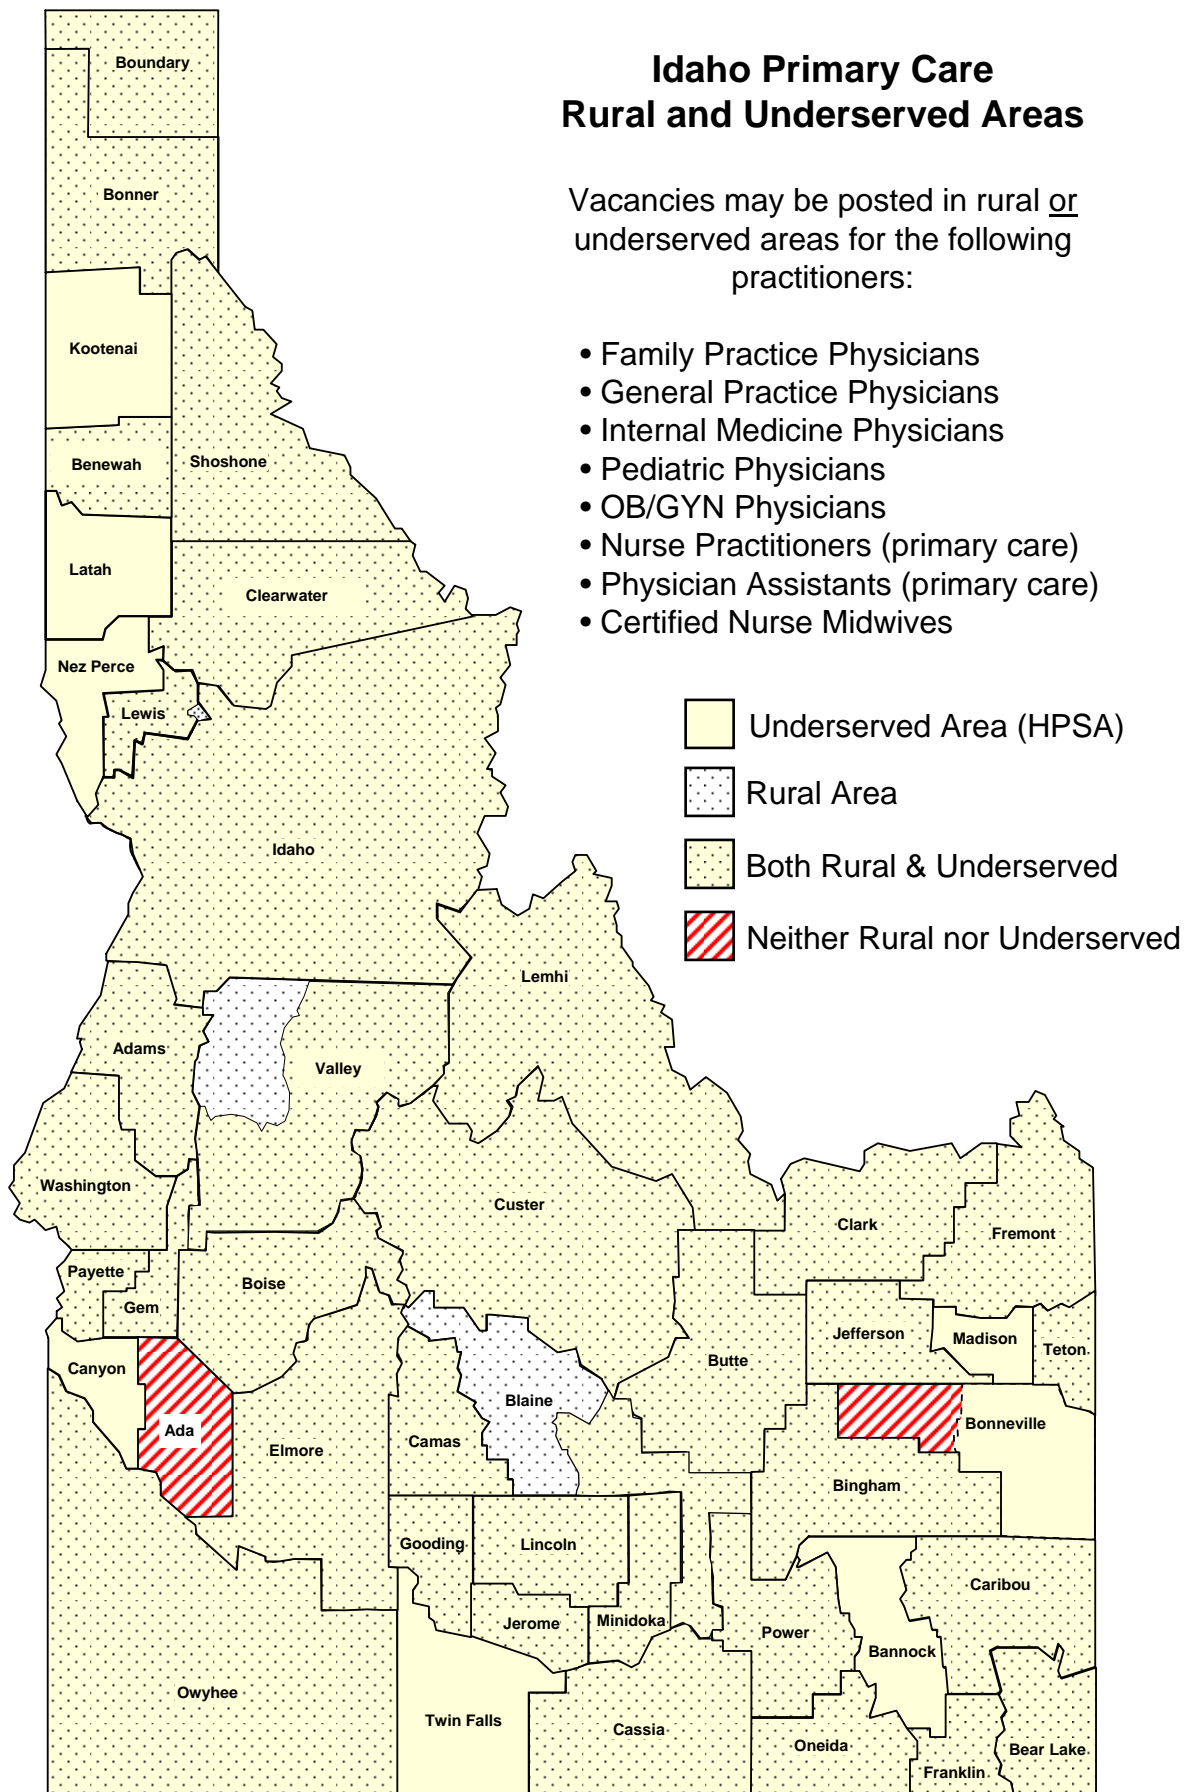 Idaho Primary Care
Rural and Underserved Areas
Vacancies may be posted in rural or
underserved areas for the following
practitioners:
• Family Practice Physicians
• General Practice Physicians
• Internal Medicine Physicians
• Pediatric Physicians
• OB/GYN Physicians
• Nurse Practitioners (primary care)
• Physician Assistants (primary care)
• Certified Nurse Midwives
Underserved Area (HPSA)
Rural Area
Both Rural & Underserved
Neither Rural nor Underserved
Boundary
Bonner
Kootenai
Benewah
Shoshone
Latah
Clearwater
Nez Perce
Lewis
Idaho
Lemhi
Adams
Valley
Washington
Custer
Clark
Fremont
Payette
Boise
Gem
Jefferson
Madison
Teton
Canyon
Butte
Blaine
Ada
Bonneville
Camas
Elmore
Bingham
Gooding
Lincoln
Caribou
Jerome
Minidoka
Power
Bannock
Owyhee
Twin Falls
Cassia
Oneida
Bear Lake
Franklin